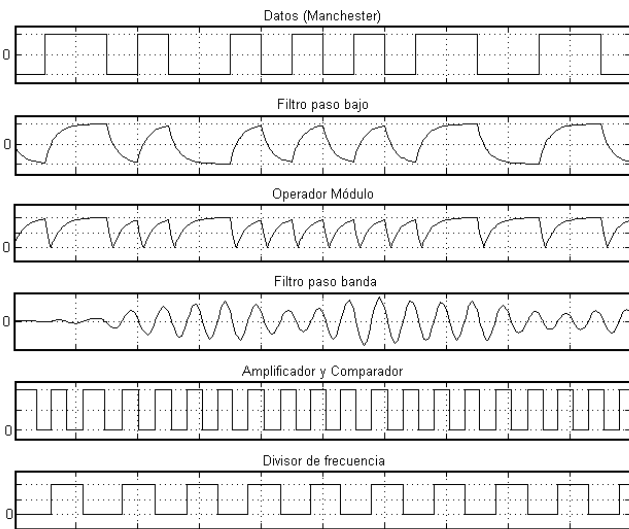 Datos (Manchester)
0
Filtro paso bajo
0
Operador Módulo
0
Filtro paso banda
0
Amplificador y Comparador
0
Divisor de frecuencia
0